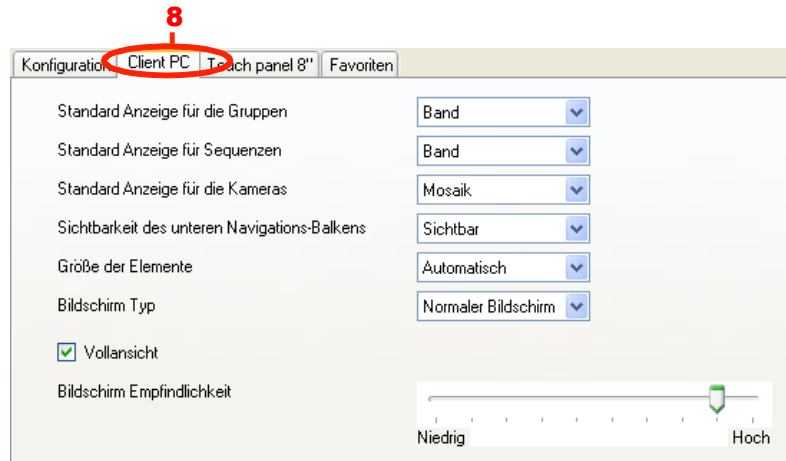 8
Konfiguration Client PC Touch panel 8" Favoriten
Standard Anzeige für die Gruppen Band
Standard Anzeige für Sequenzen Band
Standard Anzeige für die Kameras Mosaik
Sichtbarkeit des unteren Navigations-Balkens Sichtbar
Größe der Elemente Automatisch
Bildschirm Typ Normaler Bildschirm
Vollansicht
Bildschirm Empfindlichkeit
Niedrig Hoch